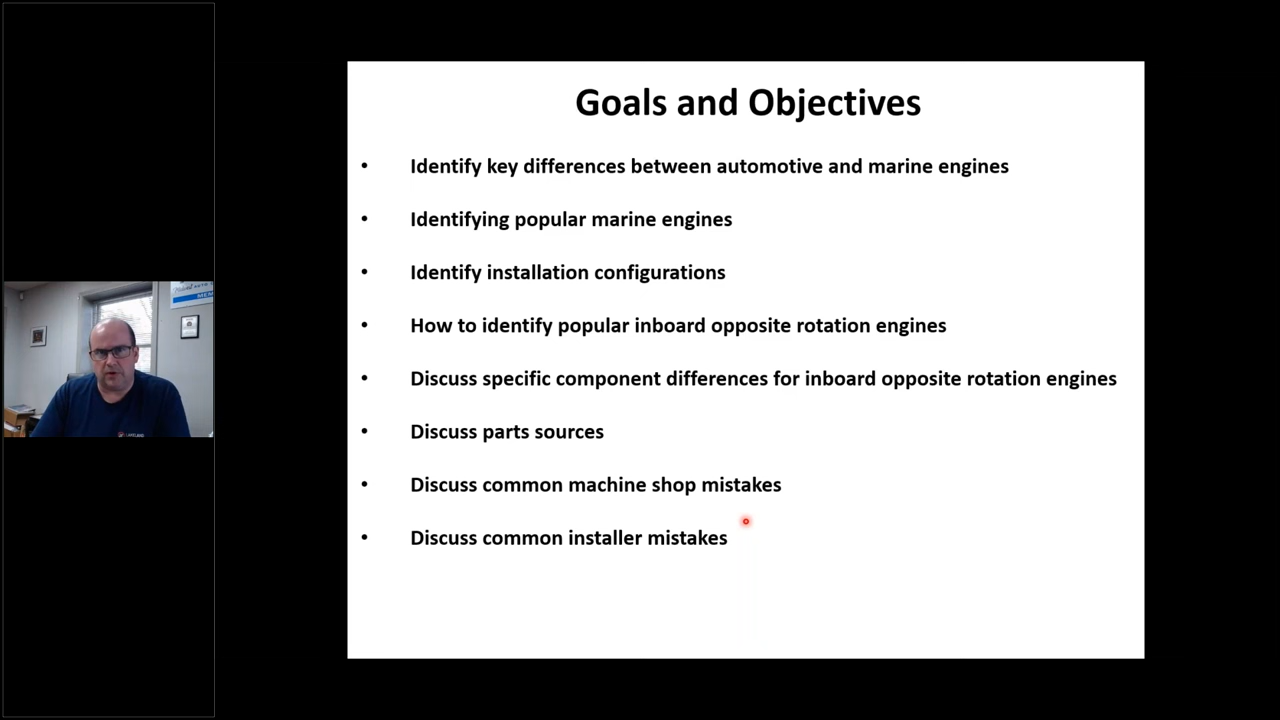 Goals and Objectives
• Identify key differences between automotive and marine engines
• Identifying popular marine engines
• Identify installation configurations
• How to identify popular inboard opposite rotation engines
• Discuss specific component differences for inboard opposite rotation engines
• Discuss parts sources
• Discuss common machine shop mistakes
• Discuss common installer mistakes